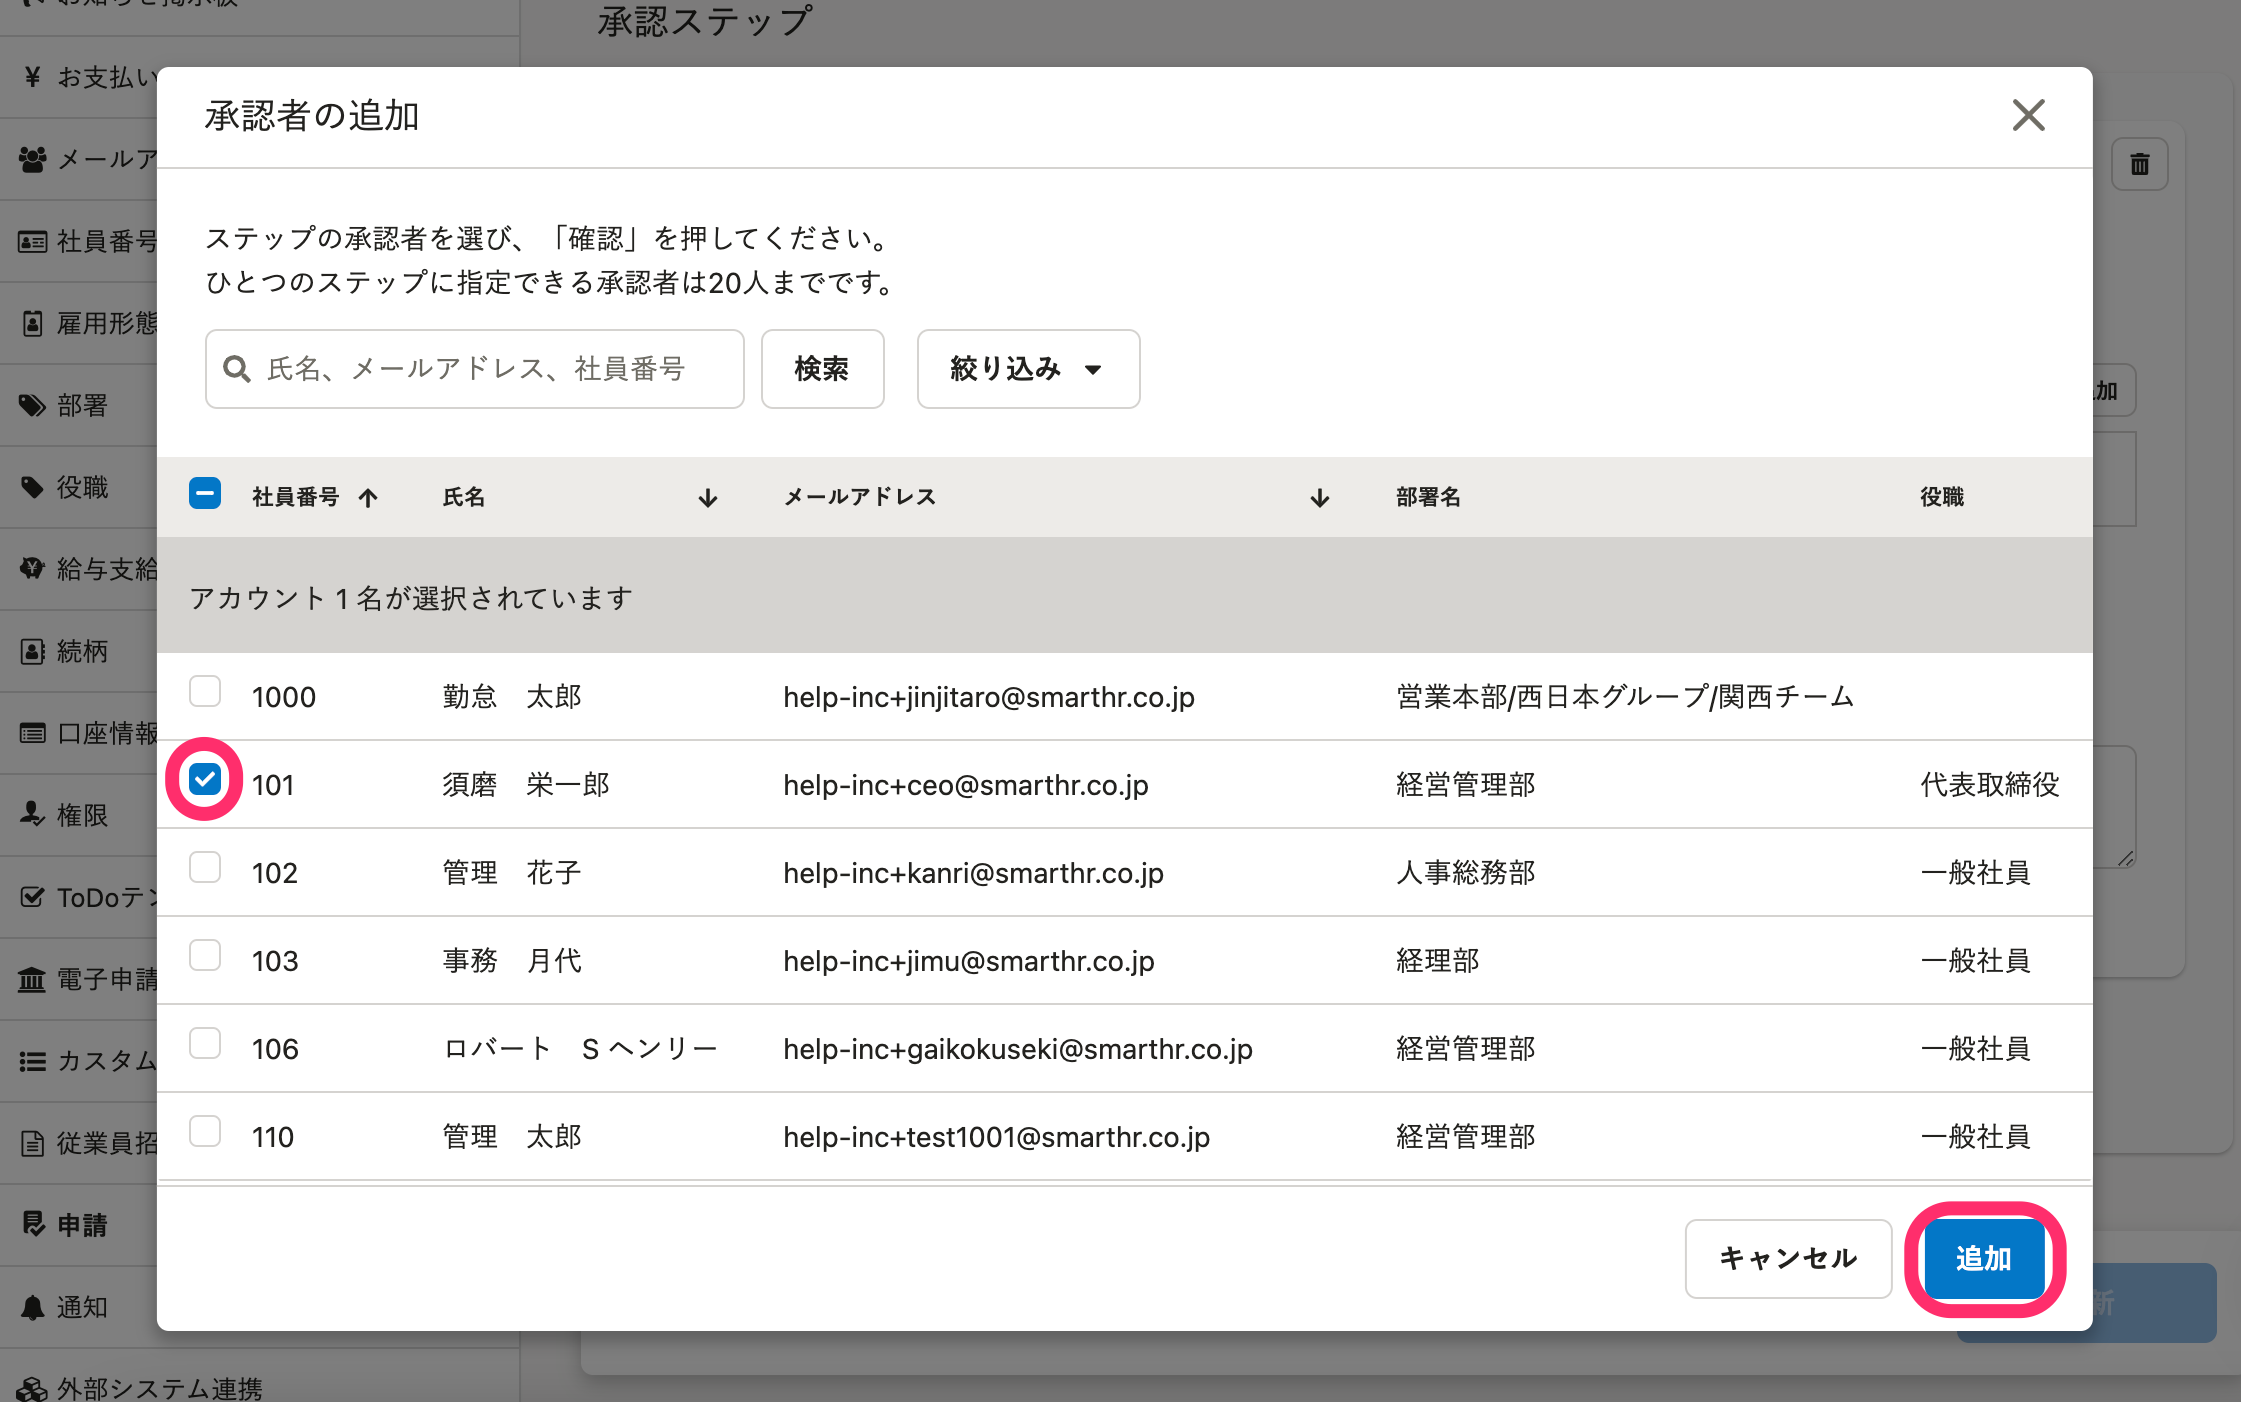 承認ステップ
¥ お支払い
メールア
社員番号
雇用形態
部署
役職
給与支給
続柄
口座情報
権限
ToDoテン
電子申請
カスタム
従業員招
申請
通知
外部システム連携
承認者の追加
ステップの承認者を選び、「確認」を押してください。
ひとつのステップに指定できる承認者は20人までです。
氏名、メールアドレス、社員番号 検索 絞り込み
社員番号 氏名 メールアドレス 部署名 役職
アカウント 1 名が選択されています
1000 勤怠　太郎 help-inc+jinjitaro@smarthr.co.jp 営業本部/西日本グループ/関西チーム
101 須磨　栄一郎 help-inc+ceo@smarthr.co.jp 経営管理部 代表取締役
102 管理　花子 help-inc+kanri@smarthr.co.jp 人事総務部 一般社員
103 事務　月代 help-inc+jimu@smarthr.co.jp 経理部 一般社員
106 ロバート　S ヘンリー help-inc+gaikokuseki@smarthr.co.jp 経営管理部 一般社員
110 管理　太郎 help-inc+test1001@smarthr.co.jp 経営管理部 一般社員
キャンセル 追加
加
新